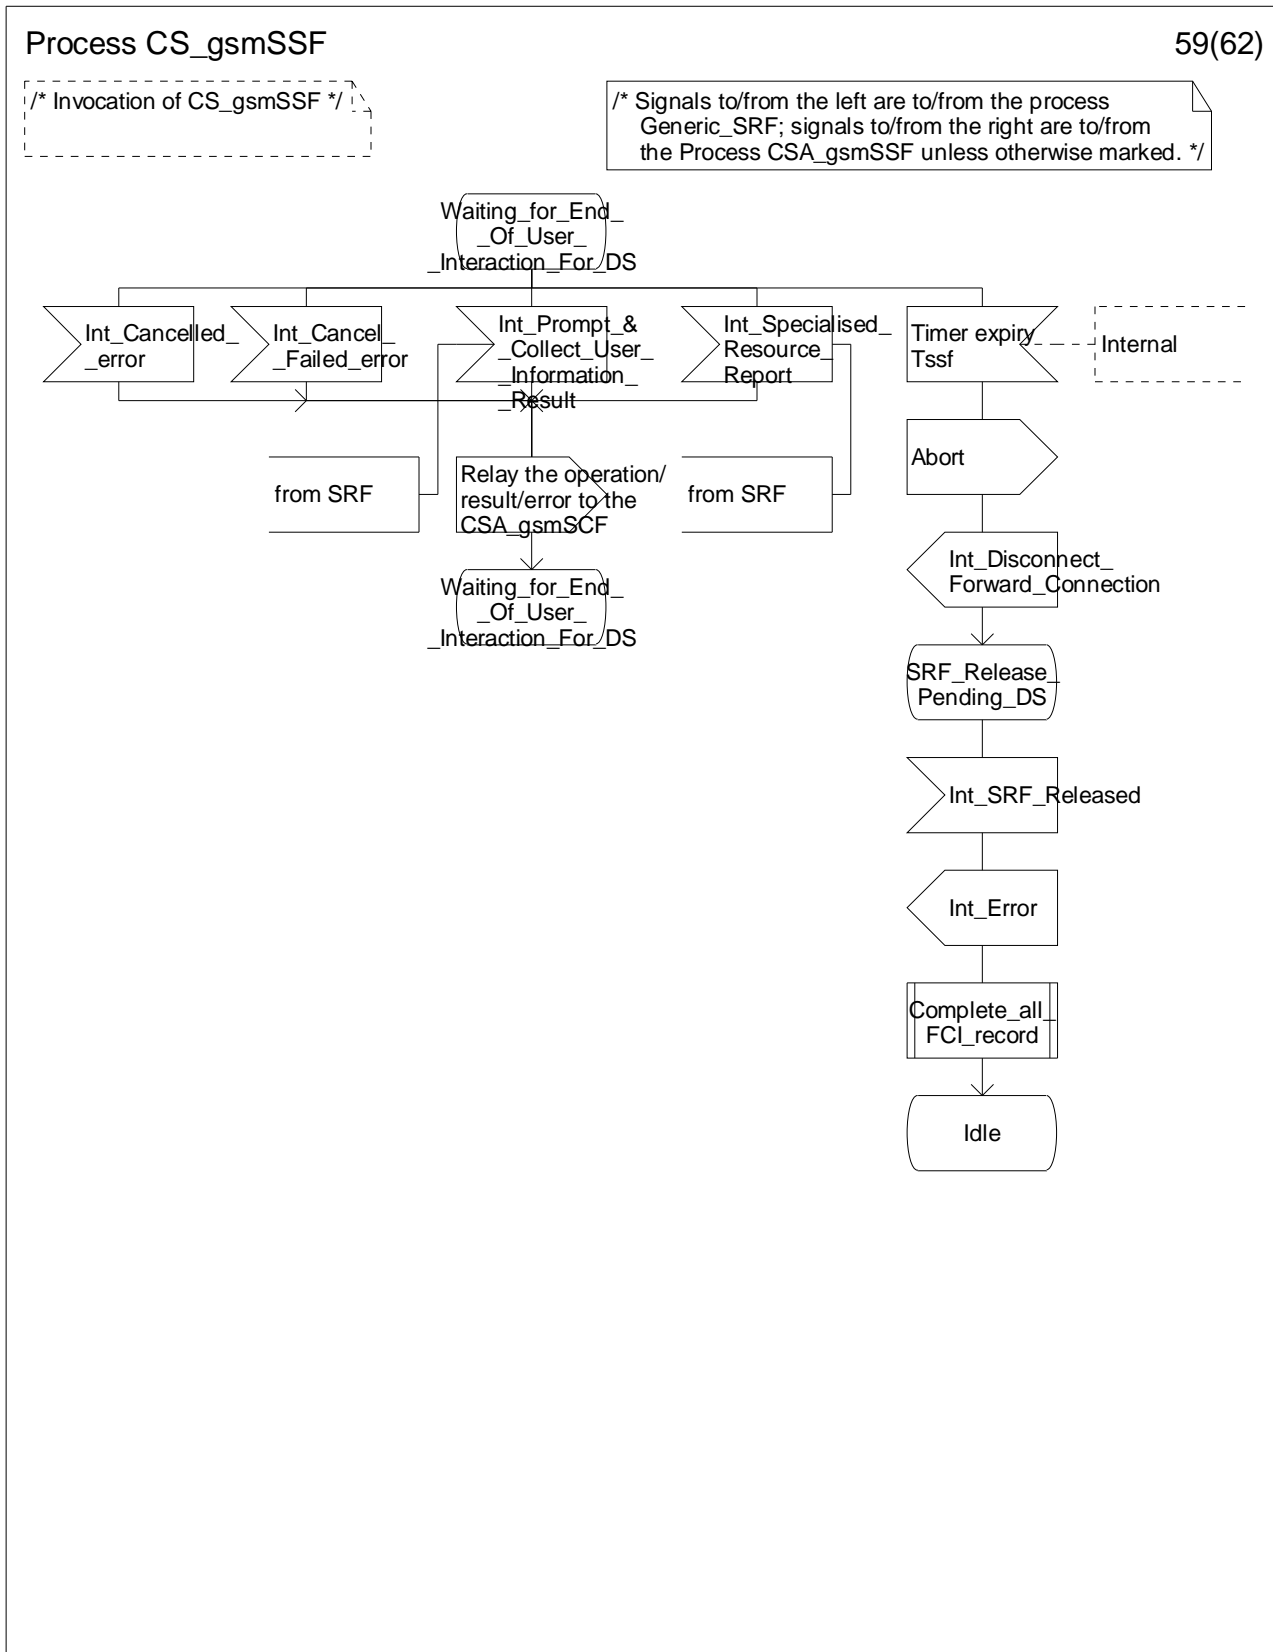 Process CS_gsmSSF
59(62)
/* Invocation of CS_gsmSSF */
/* Signals to/from the left are to/from the process
Generic_SRF; signals to/from the right are to/from
the Process CSA_gsmSSF unless otherwise marked. */
Waiting_for_End_
_Of_User_
_Interaction_For_DS
Int_Cancelled_
_error
Int_Cancel_
_Failed_error
Int_Prompt_&
_Collect_User_
_Information_
_Result
Int_Specialised_
Resource_
Report
Timer expiry
Tssf
Internal
from SRF
Relay the operation/
result/error to the
CSA_gsmSCF
from SRF
Abort
Waiting_for_End_
_Of_User_
_Interaction_For_DS
Int_Disconnect_
Forward_Connection
SRF_Release_
Pending_DS
Int_SRF_Released
Int_Error
Complete_all_
FCI_record
Idle